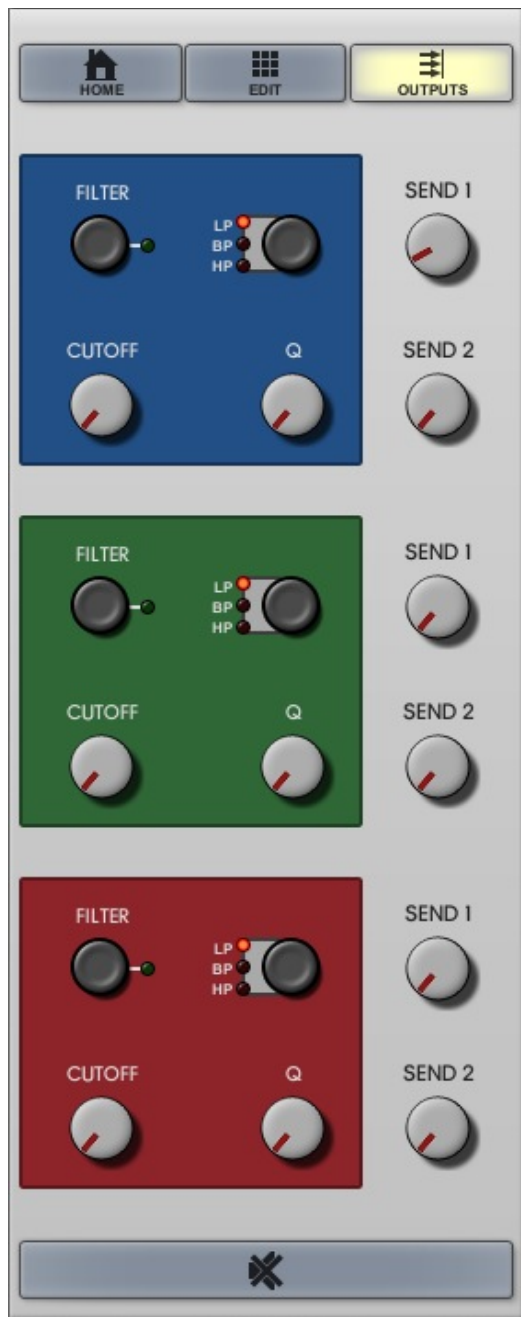 HOME EDIT OUTPUTS
FILTER
LP
BP
HP
SEND 1
CUTOFF Q SEND 2
FILTER
LP
BP
HP
SEND 1
CUTOFF Q SEND 2
FILTER
LP
BP
HP
SEND 1
CUTOFF Q SEND 2